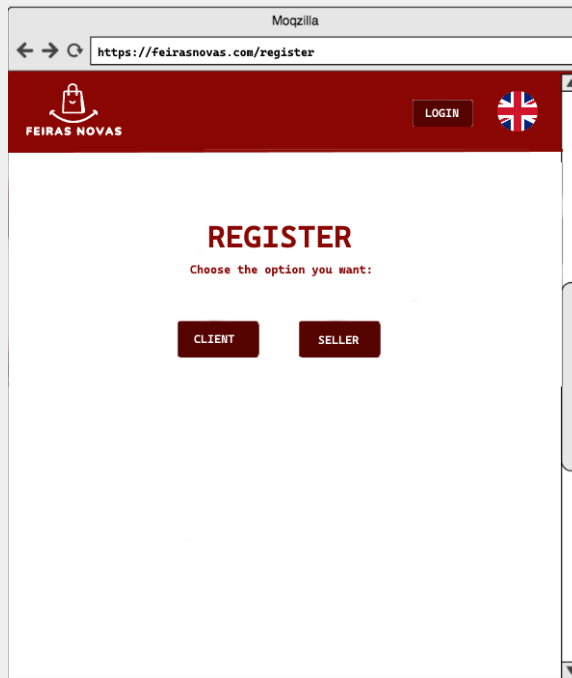 Moqzilla
https://feirasnovas.com/register
FEIRAS NOVAS
LOGIN
REGISTER
Choose the option you want:
CLIENT
SELLER